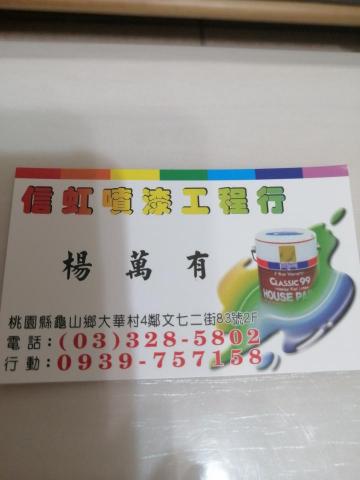 信虹噴漆工程行
楊萬有
CLASSIC 99
HOUSE PA
桃園縣龜山鄉大華村4鄰文七二街83號2F
電話：(03)328-5802
行動：0939-757158